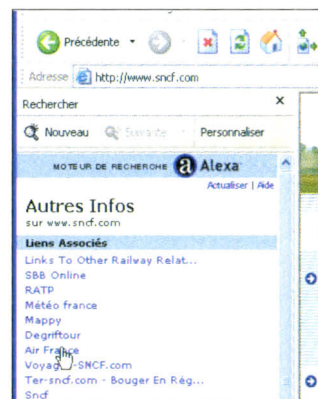 Précédente
Adresse http://www.sncf.com
Rechercher ×
Nouveau Suivante Personnaliser
MOTEUR DE RECHERCHE Alexa
Actualiser | Aide
Autres Infos
sur www.sncf.com
Liens Associés
Links To Other Railway Relat...
SBB Online
RATP
Météo france
Mappy
Degriftour
Air France
Voyages-SNCF.com
Ter-sncf.com - Bouger En Rég...
Sncf